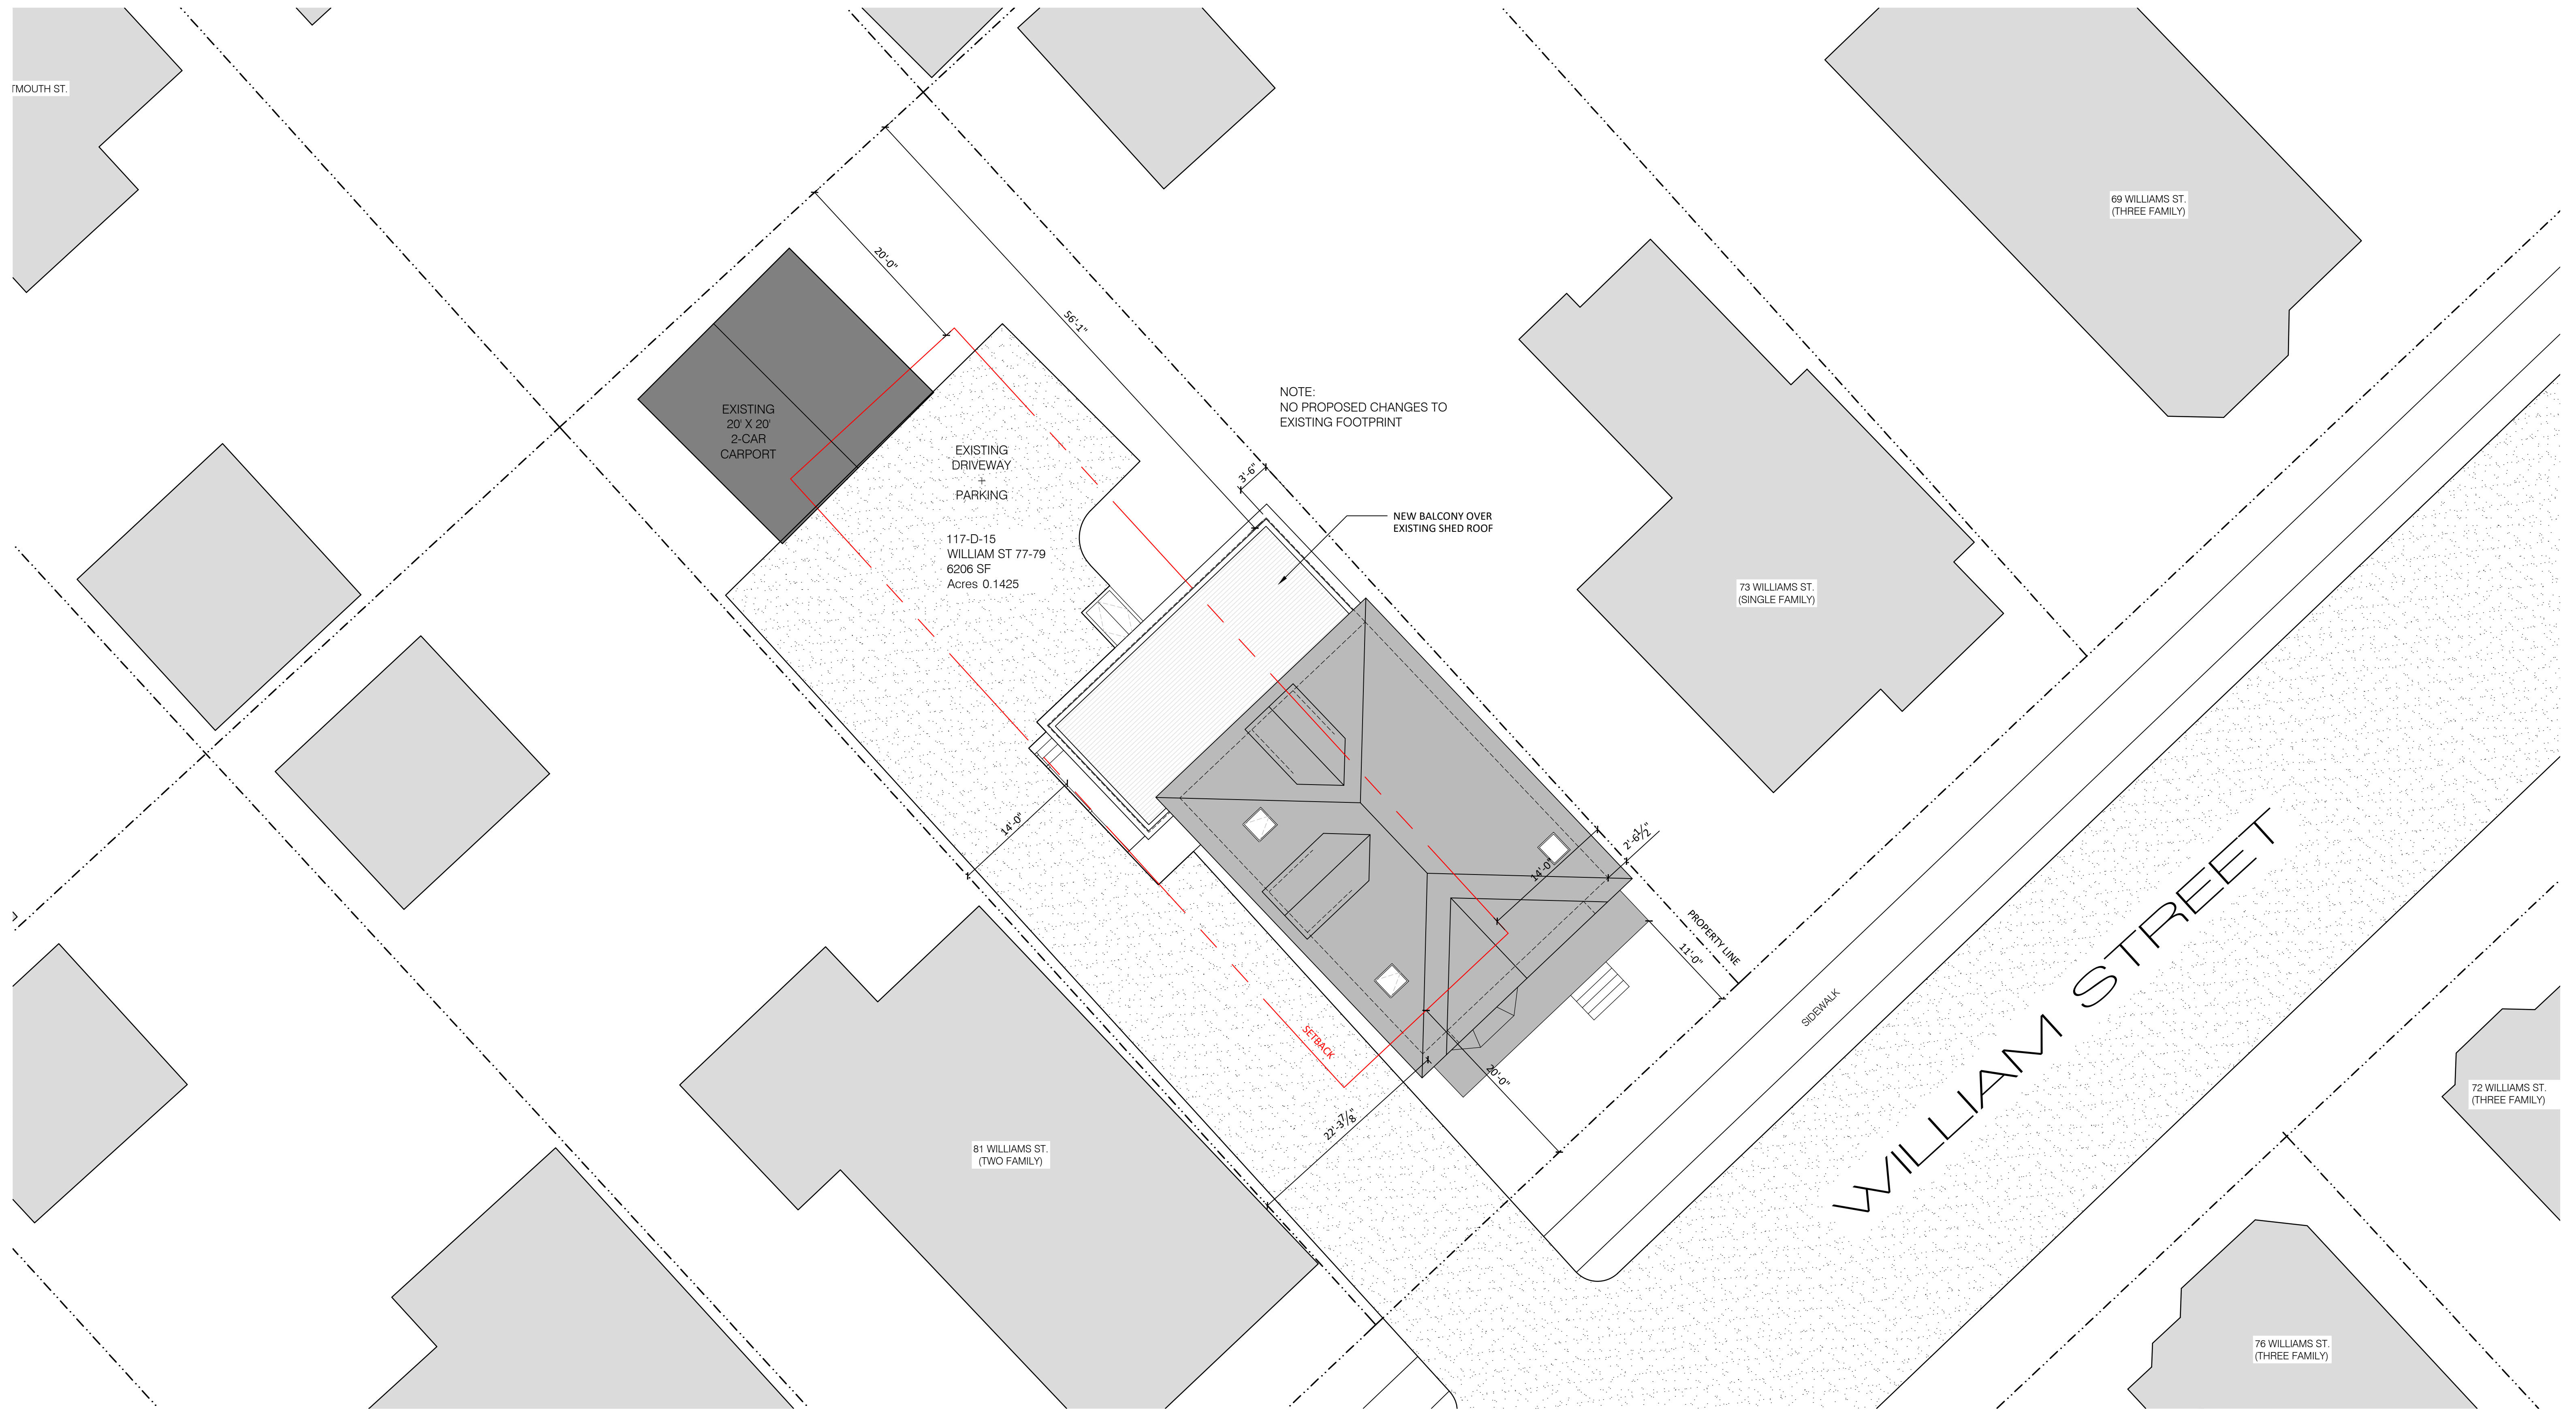 TMOUTH ST.
69 WILLIAMS ST.
(THREE FAMILY)
20'-0"
56'-1"
NOTE:
NO PROPOSED CHANGES TO
EXISTING FOOTPRINT
EXISTING
20' X 20'
2-CAR
CARPORT
EXISTING
DRIVEWAY
+
PARKING
3'-6"
NEW BALCONY OVER
EXISTING SHED ROOF
117-D-15
WILLIAM ST 77-79
6206 SF
Acres 0.1425
73 WILLIAMS ST.
(SINGLE FAMILY)
14'-0"
2'-6 1/2"
14'-0"
PROPERTY LINE
11'-0"
SIDEWALK
WILLIAM STREET
SETBACK
20'-0"
22'-3 7/8"
72 WILLIAMS ST.
(THREE FAMILY)
81 WILLIAMS ST.
(TWO FAMILY)
76 WILLIAMS ST.
(THREE FAMILY)